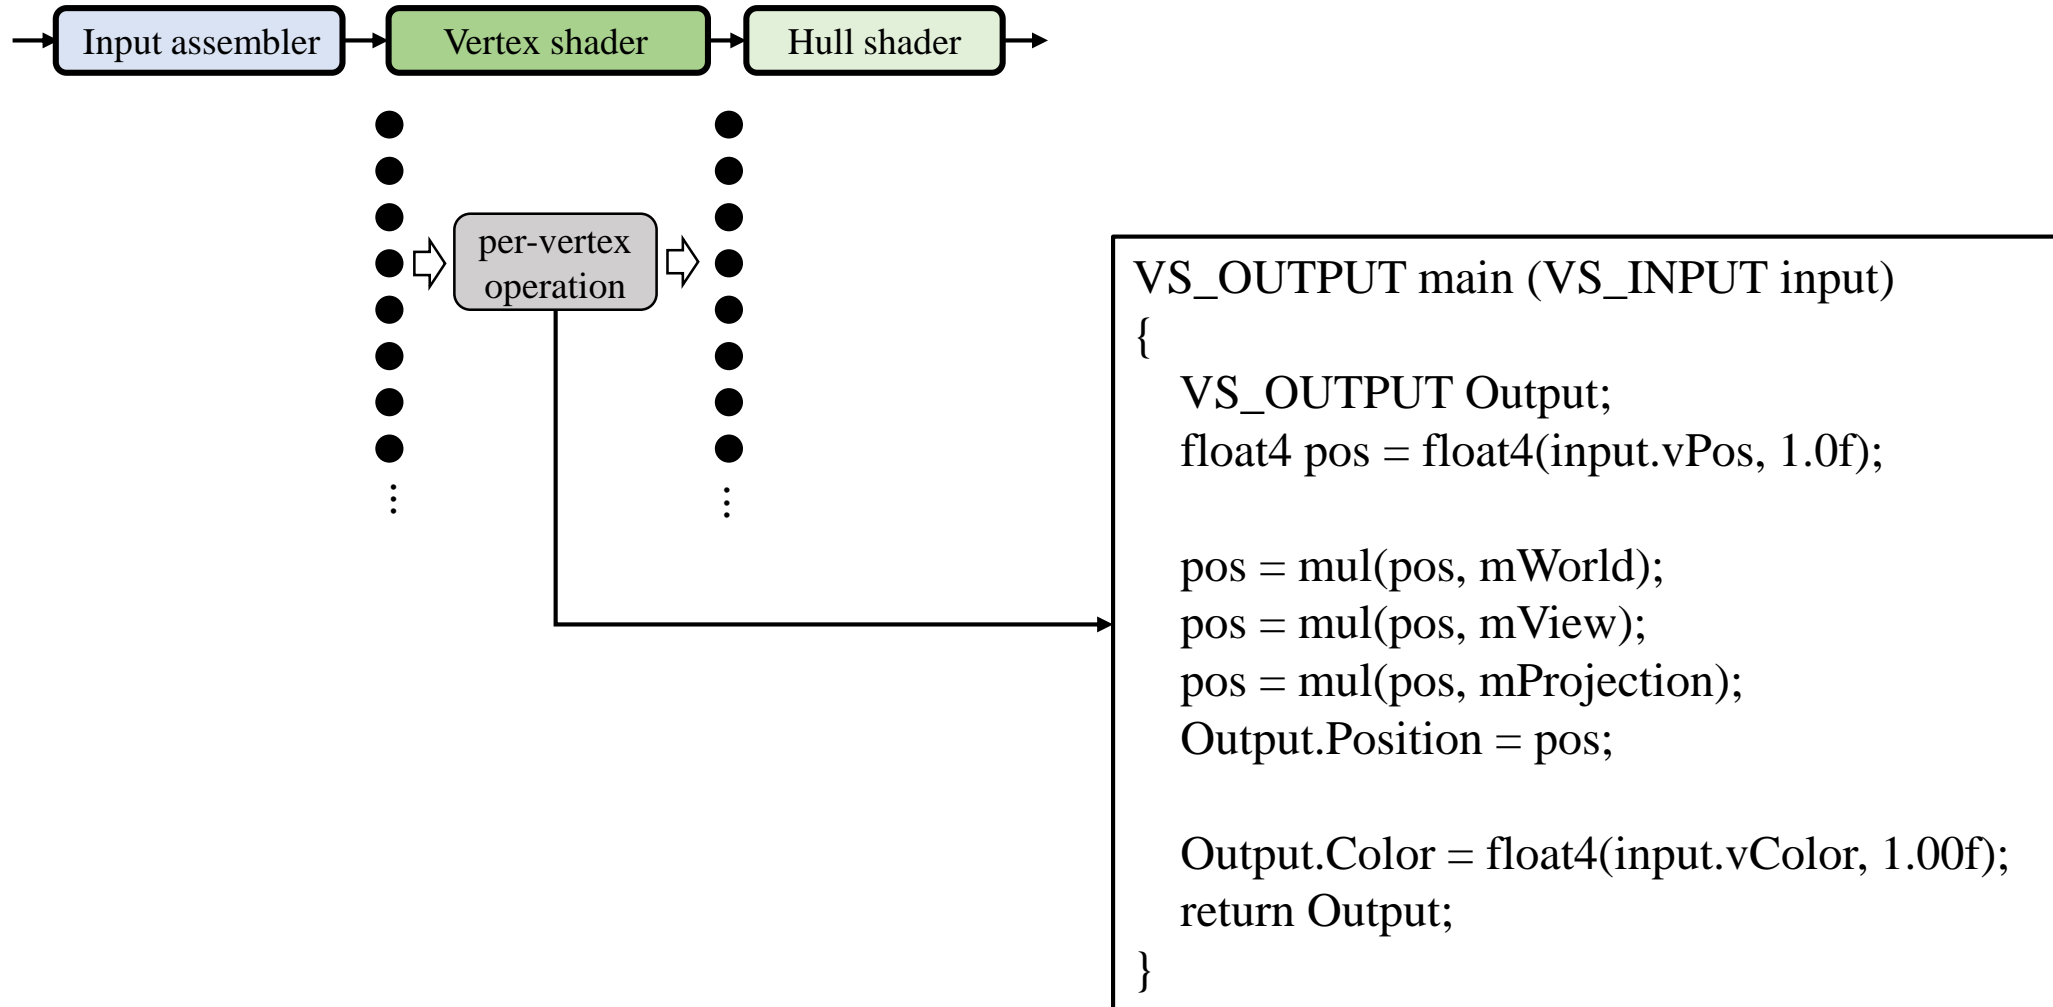 Input assembler
Vertex shader
Hull shader
per-vertex
operation
...
...
VS_OUTPUT main (VS_INPUT input)
{
VS_OUTPUT Output;
float4 pos = float4(input.vPos, 1.0f);
pos = mul(pos, mWorld);
pos = mul(pos, mView);
pos = mul(pos, mProjection);
Output.Position = pos;
Output.Color = float4(input.vColor, 1.00f);
return Output;
}